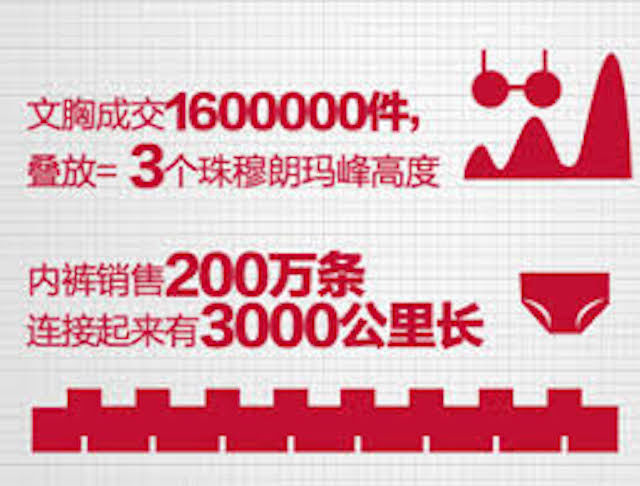 文胸成交1600000件,
叠放= 3个珠穆朗玛峰高度
内裤销售200万条
连接起来有3000公里长